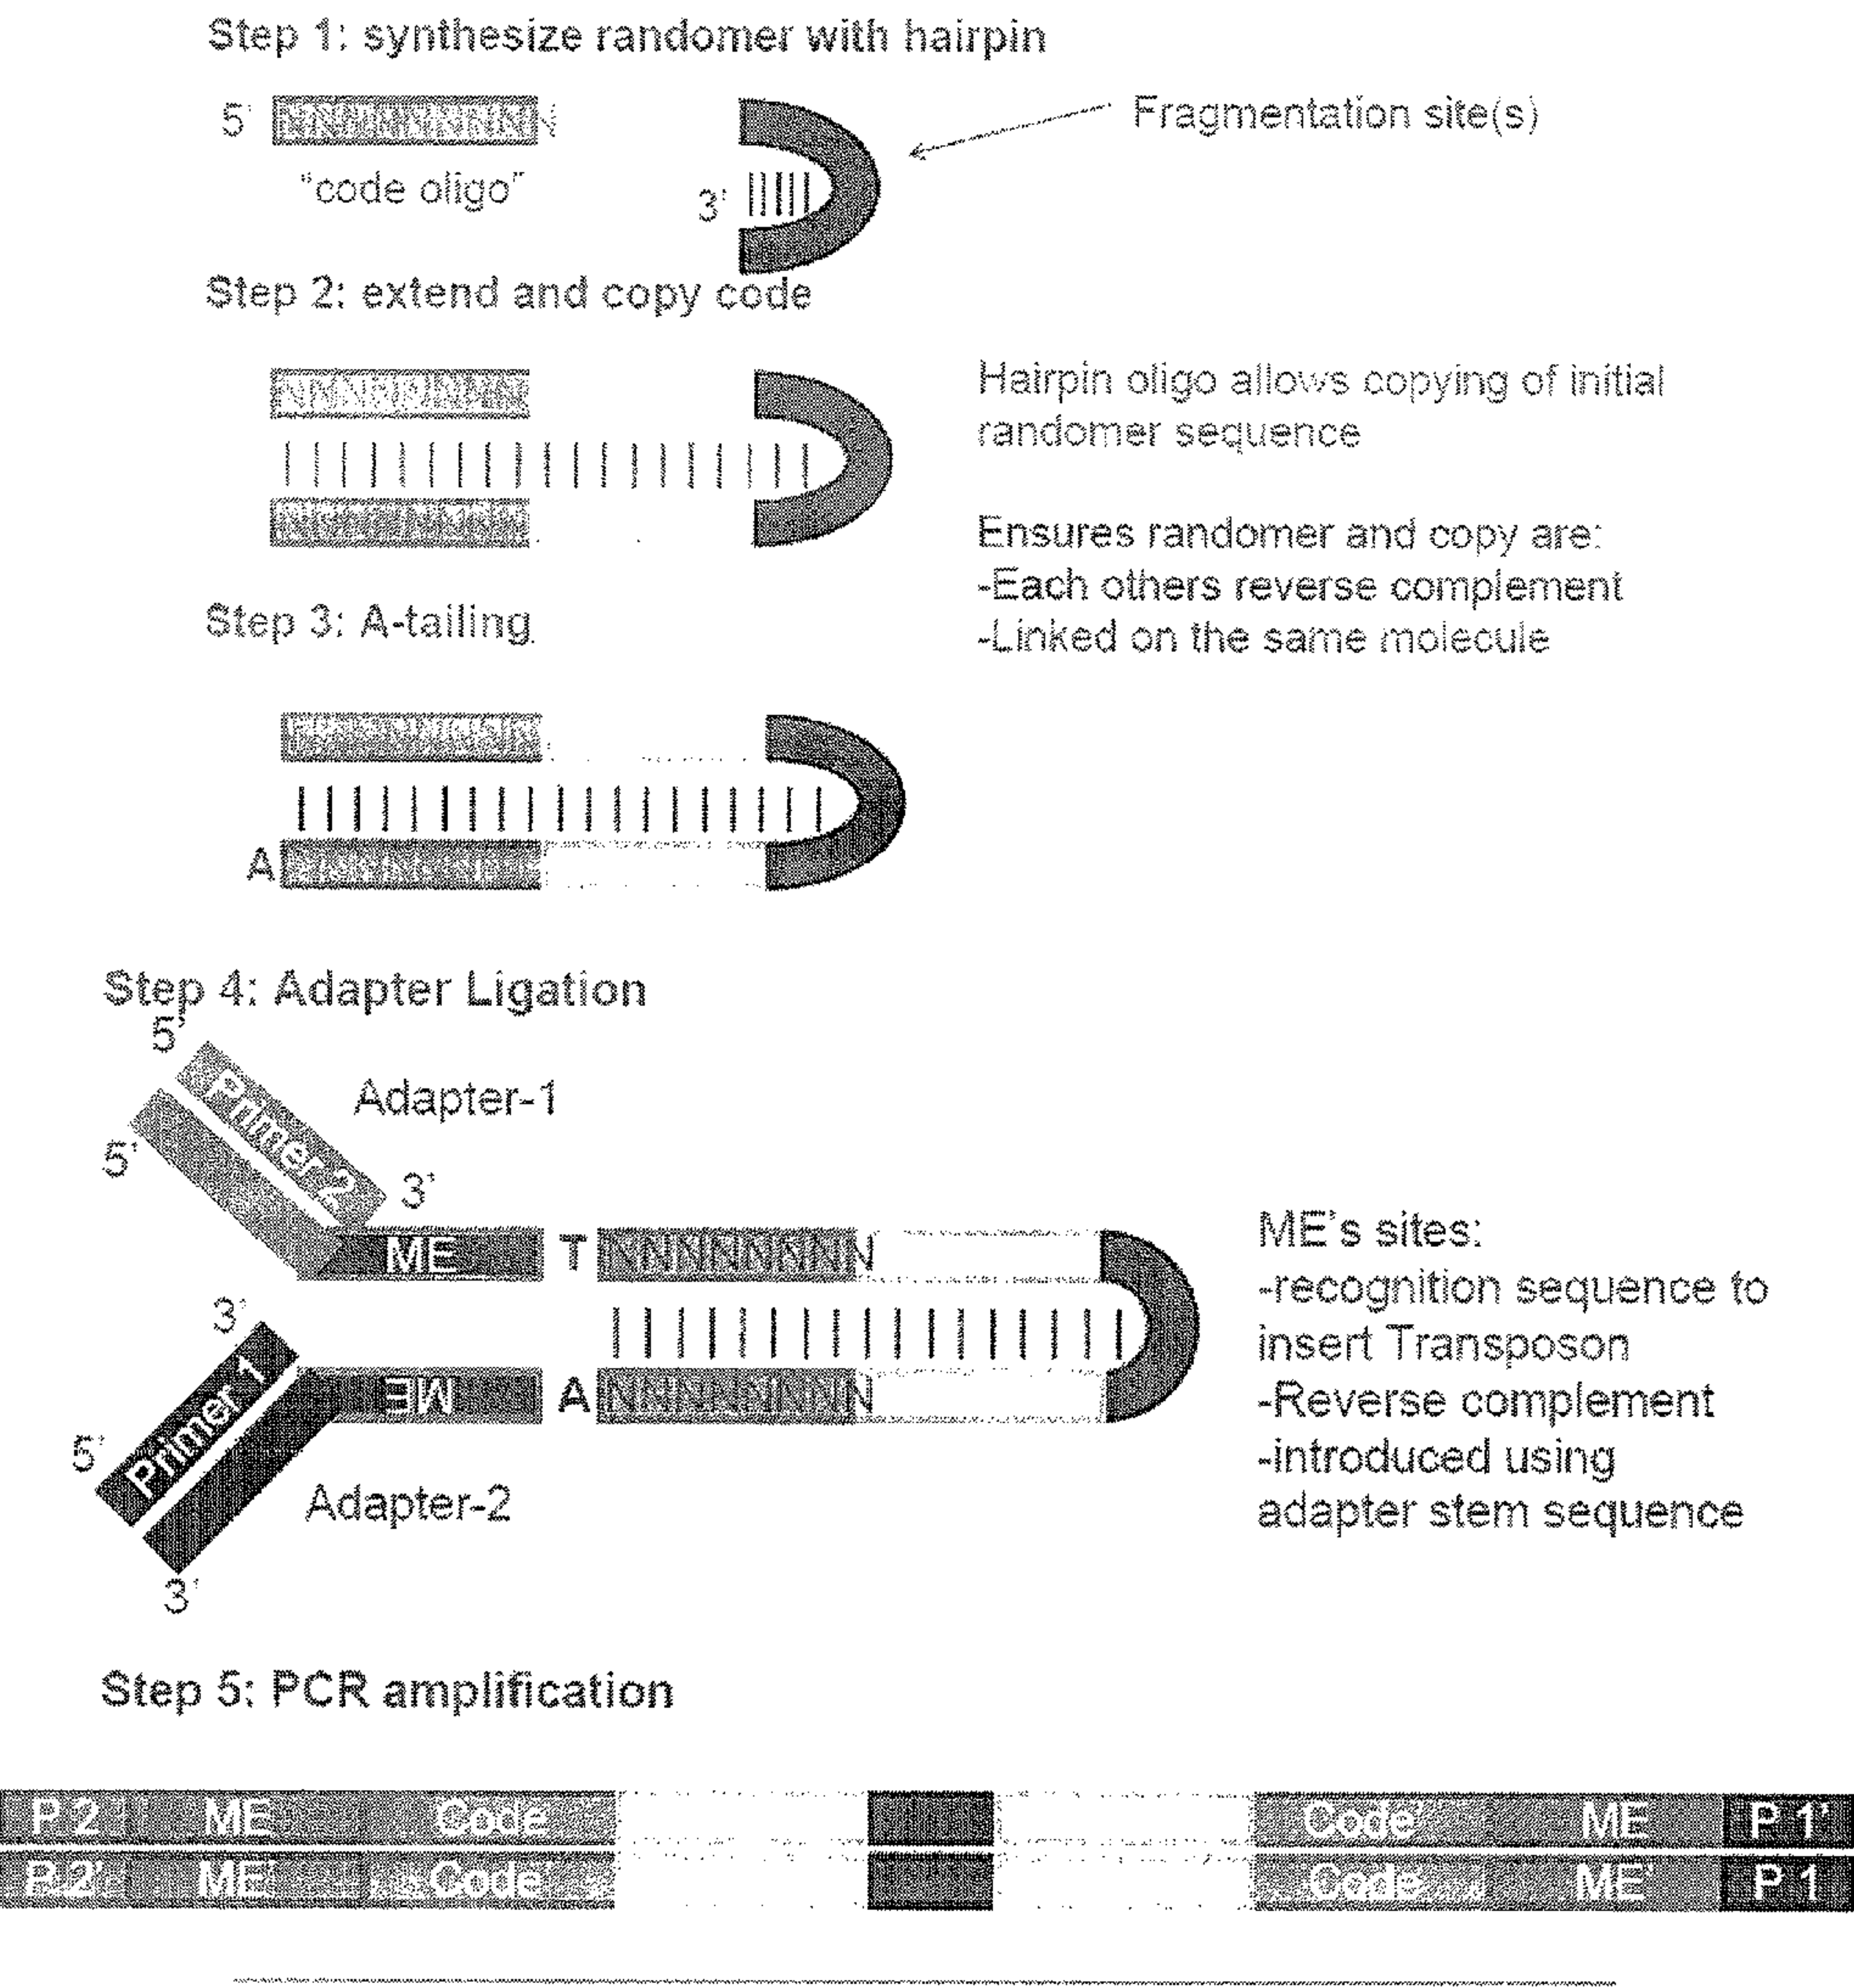 Step 1: synthesize randomer with hairpin
5'
Fragmentation site(s)
"code oligo"
3'
Step 2: extend and copy code
Hairpin oligo allows copying of initial
randomer sequence
Ensures randomer and copy are:
-Each others reverse complement
-Linked on the same molecule
Step 3: A-tailing
A
Step 4: Adapter Ligation
5'
Primer 2
Adapter-1
5'
3'
ME
T
NNNNNNNN
ME's sites:
-recognition sequence to
insert Transposon
-Reverse complement
-introduced using
adapter stem sequence
3'
Primer 1
5'
ME
A
NNNNNNNN
Adapter-2
3'
Step 5: PCR amplification
P 2 ME Code Code' ME P 1'
P 2' ME' Code' Code ME' P 1